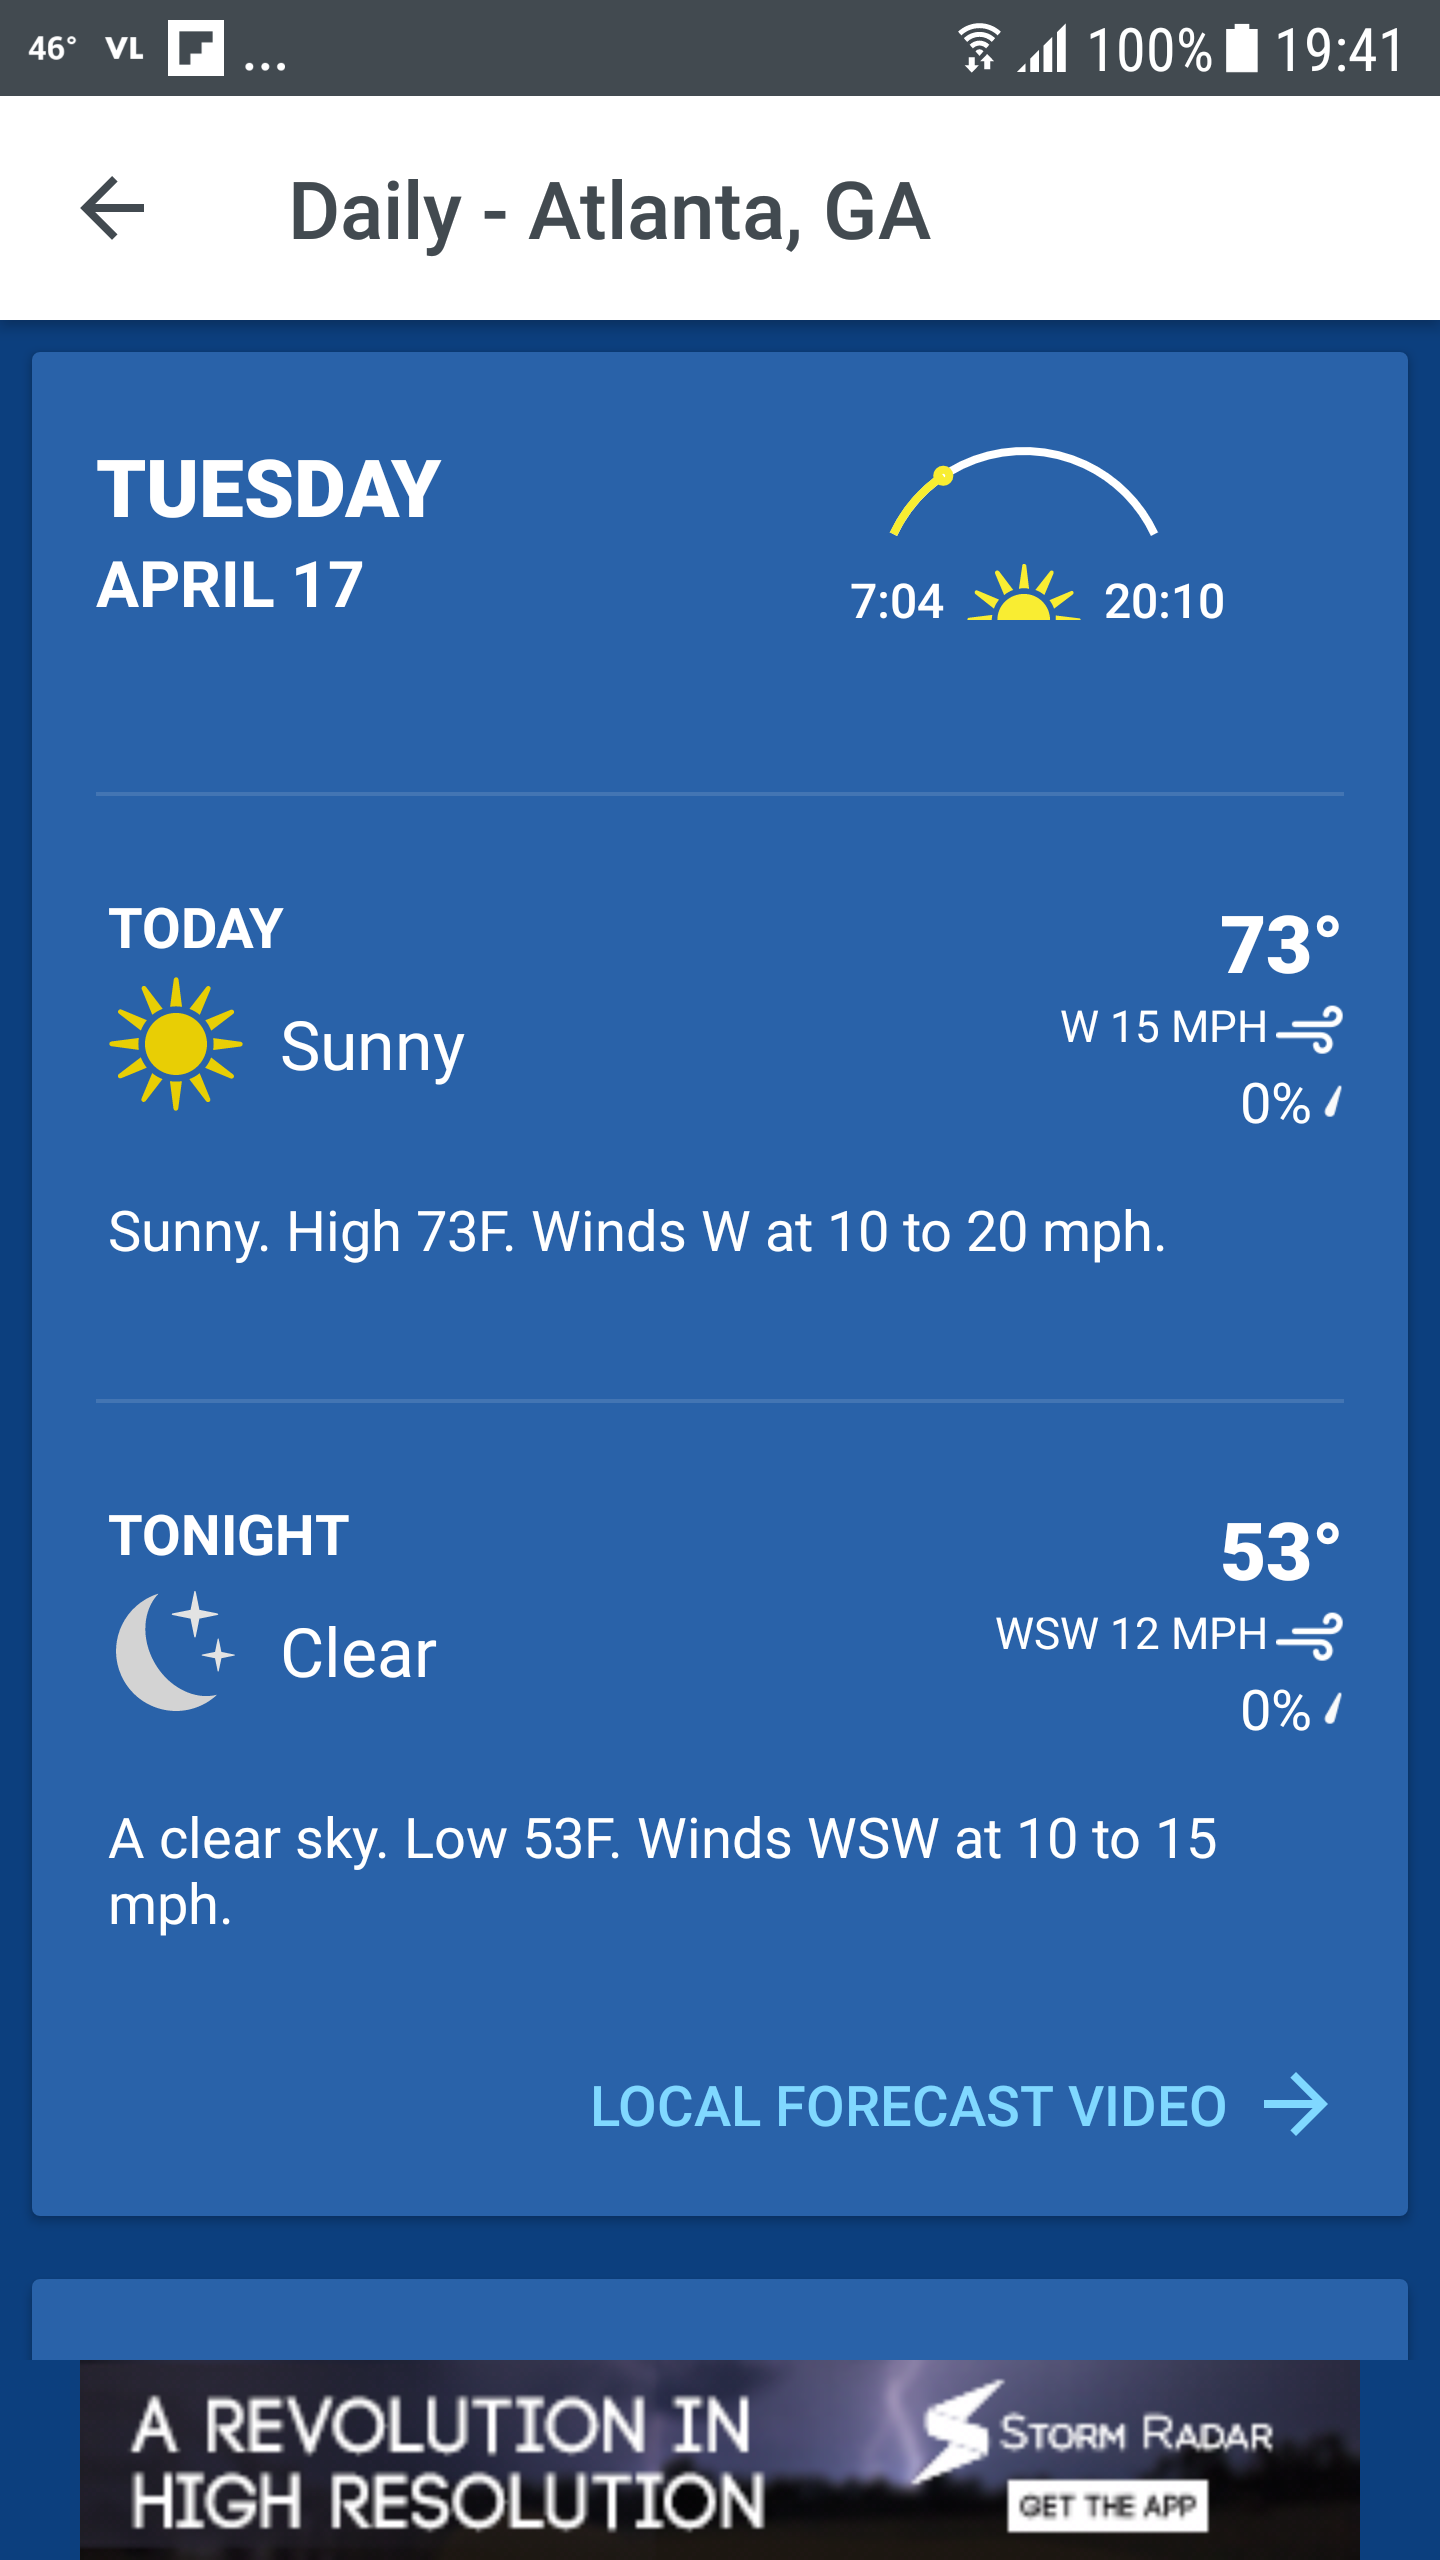 46° VL ... 100% 19:41
Daily - Atlanta, GA
TUESDAY
APRIL 17
7:04 20:10
TODAY
73°
Sunny
W 15 MPH
0%
Sunny. High 73F. Winds W at 10 to 20 mph.
TONIGHT
53°
Clear
WSW 12 MPH
0%
A clear sky. Low 53F. Winds WSW at 10 to 15
mph.
LOCAL FORECAST VIDEO
A REVOLUTION IN
HIGH RESOLUTION
STORM RADAR
GET THE APP